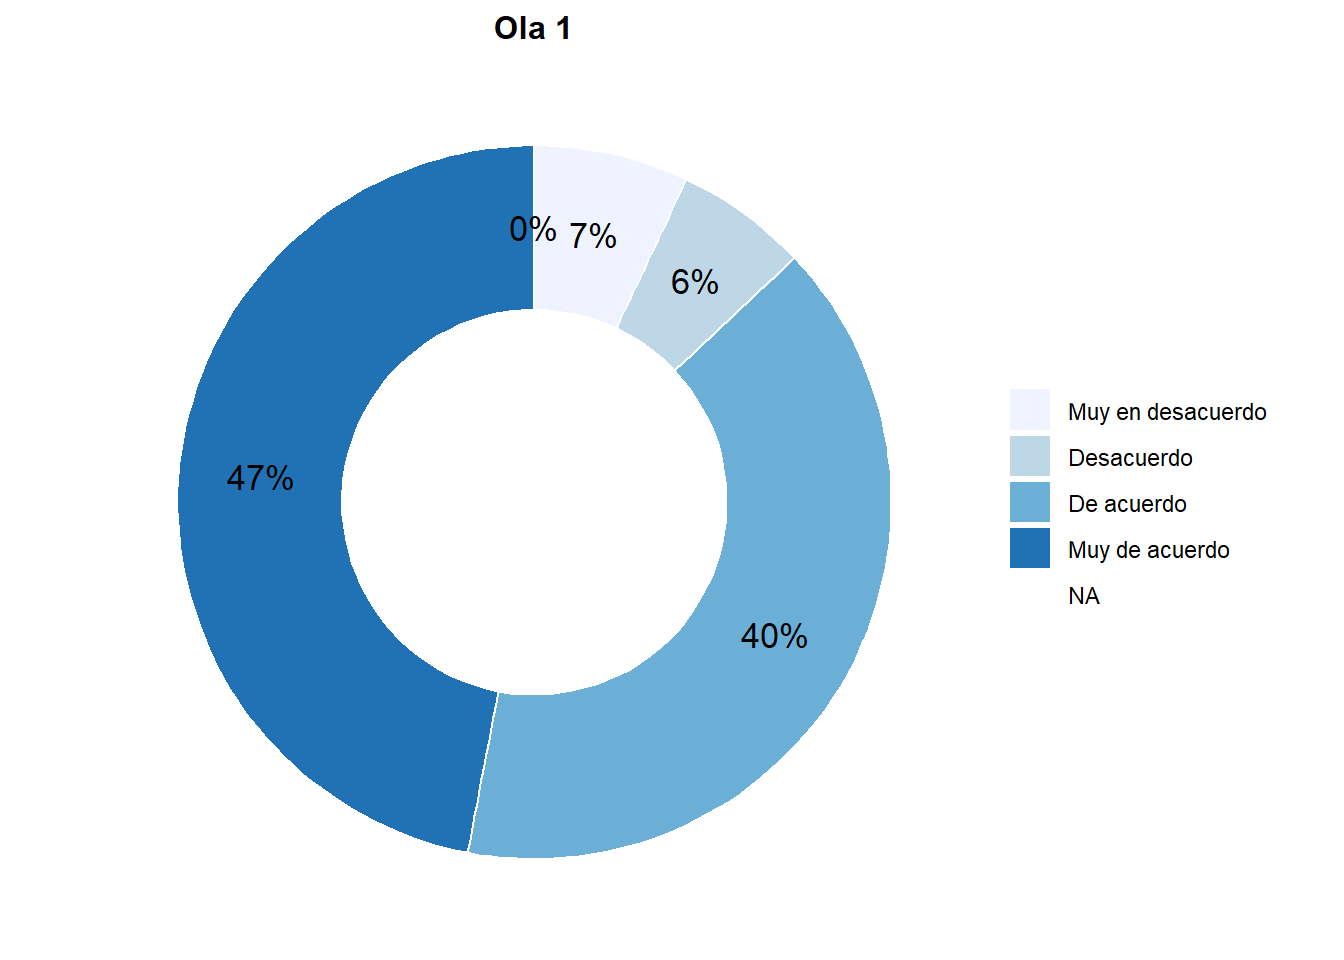 Ola 1
0%
7%
6%
47%
40%
Muy en desacuerdo
Desacuerdo
De acuerdo
Muy de acuerdo
NA